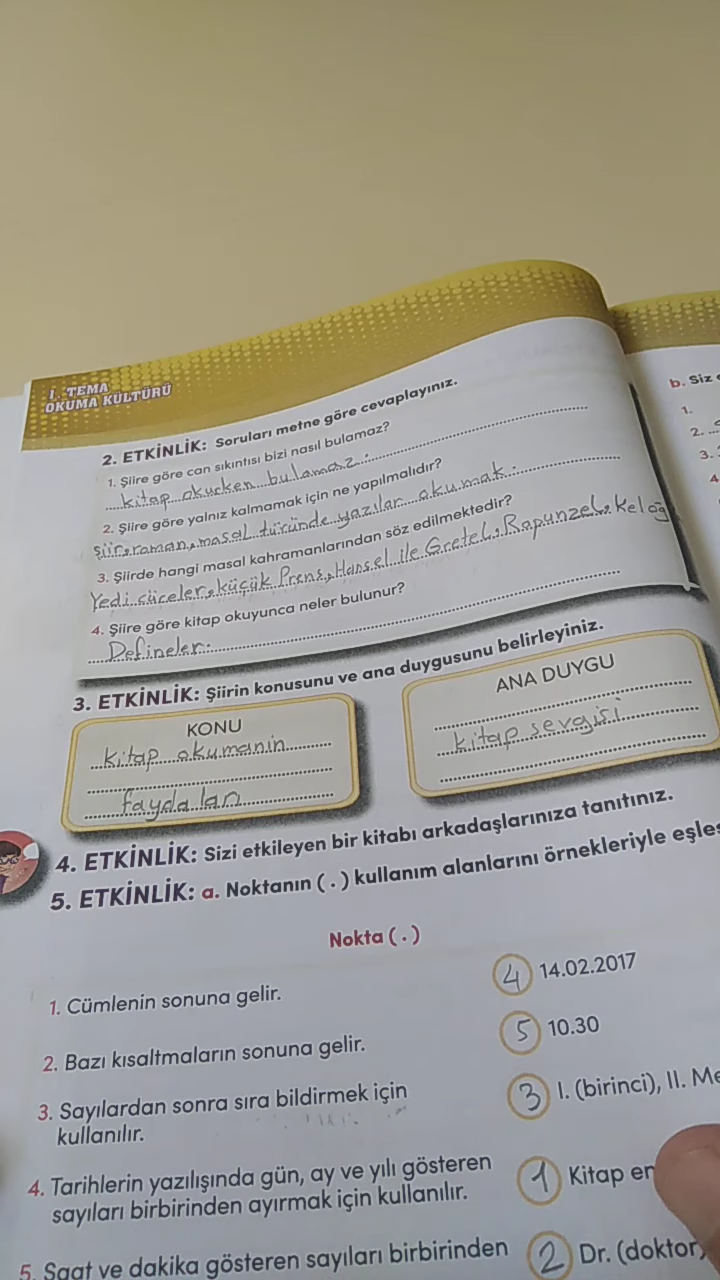 1. TEMA
OKUMA KÜLTÜRÜ
2. ETKİNLİK: Soruları metne göre cevaplayınız.
1. Şiire göre can sıkıntısı bizi nasıl bulamaz?
kitap okurken bulamaz.
2. Şiire göre yalnız kalmamak için ne yapılmalıdır?
Şiir, roman, masal türünde yazılar okumak.
3. Şiirde hangi masal kahramanlarından söz edilmektedir?
Yedi cüceler, küçük Prens, Hansel ile Gretel, Rapunzel, Keloğ
4. Şiire göre kitap okuyunca neler bulunur?
Defineler.
3. ETKİNLİK: Şiirin konusunu ve ana duygusunu belirleyiniz.
KONU
kitap okumanın
faydaları
ANA DUYGU
kitap sevgisi
4. ETKİNLİK: Sizi etkileyen bir kitabı arkadaşlarınıza tanıtınız.
5. ETKİNLİK: a. Noktanın ( . ) kullanım alanlarını örnekleriyle eşleş
Nokta ( . )
1. Cümlenin sonuna gelir.
4 14.02.2017
2. Bazı kısaltmaların sonuna gelir.
5 10.30
3. Sayılardan sonra sıra bildirmek için
kullanılır.
3 I. (birinci), II. Me
4. Tarihlerin yazılışında gün, ay ve yılı gösteren
sayıları birbirinden ayırmak için kullanılır.
1 Kitap en
5. Saat ve dakika gösteren sayıları birbirinden
2 Dr. (doktor)
b. Siz
1.
2.
3.
4